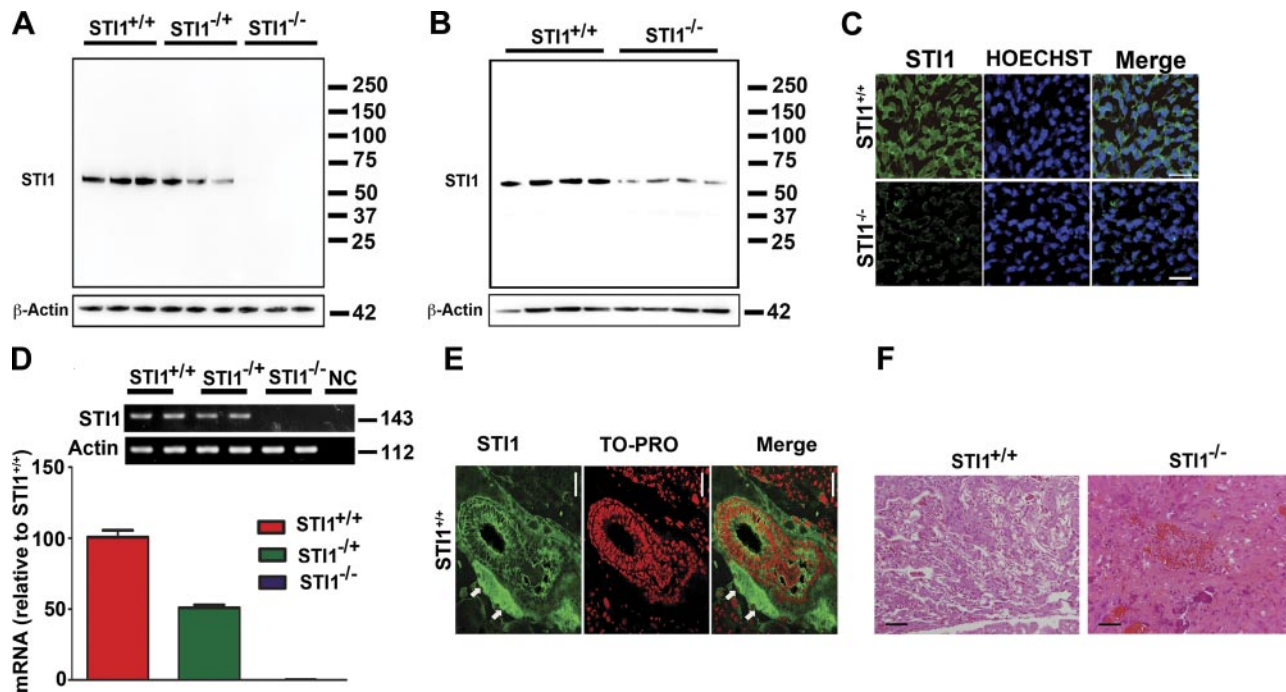 A
STI1+/+ STI1-/+ STI1-/-
250
150
100
75
STI1
50
37
25
β-Actin
42
B
STI1+/+ STI1-/-
250
150
100
75
STI1
50
37
25
β-Actin
42
C
STI1 HOECHST Merge
STI1+/+
STI1-/-
D
STI1+/+ STI1-/+ STI1-/- NC
STI1
143
Actin
112
mRNA (relative to STI1+/+)
150
100
50
0
STI1+/+
STI1-/+
STI1-/-
E
STI1 TO-PRO Merge
STI1+/+
F
STI1+/+ STI1-/-